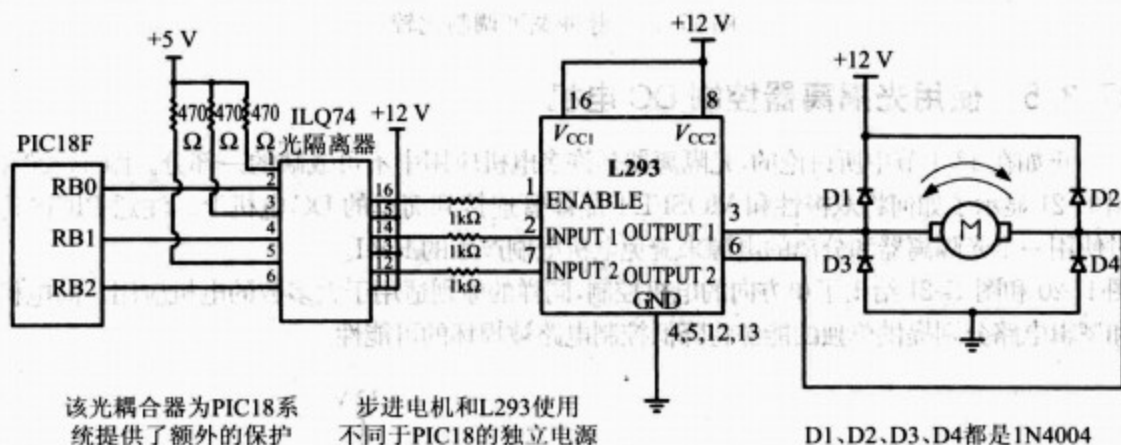 +5 V
470
Ω
470
Ω
470
Ω
ILQ74
光隔离器
PIC18F
RB0
RB1
RB2
1
2
3
4
5
6
+12 V
16
15
14
13
12
11
1kΩ
1kΩ
1kΩ
+12 V
16
8
VCC1
VCC2
L293
1
ENABLE
2
INPUT 1
7
INPUT 2
OUTPUT 1
3
OUTPUT 2
6
GND
4,5,12,13
+12 V
D1
D2
M
D3
D4
该光耦合器为PIC18系
统提供了额外的保护
步进电机和L293使用
不同于PIC18的独立电源
D1、D2、D3、D4都是1N4004